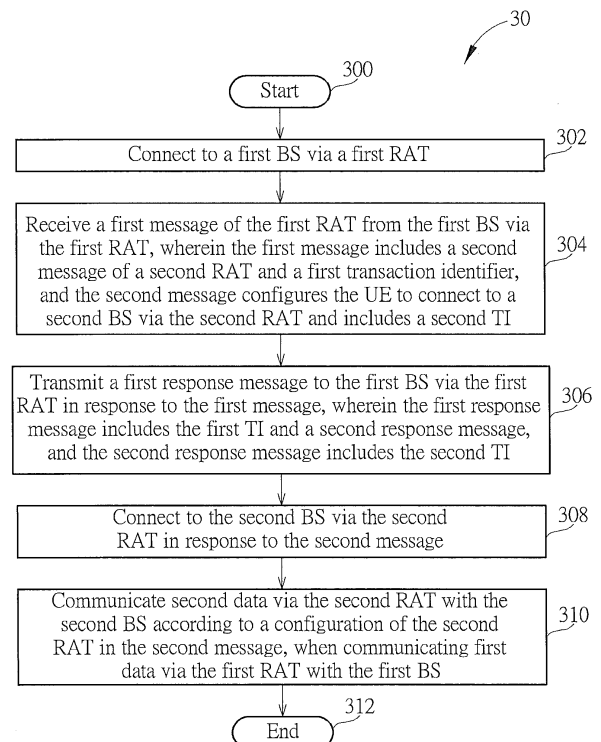 30
300
Start
302
Connect to a first BS via a first RAT
304
Receive a first message of the first RAT from the first BS via
the first RAT, wherein the first message includes a second
message of a second RAT and a first transaction identifier,
and the second message configures the UE to connect to a
second BS via the second RAT and includes a second TI
306
Transmit a first response message to the first BS via the first
RAT in response to the first message, wherein the first response
message includes the first TI and a second response message,
and the second response message includes the second TI
308
Connect to the second BS via the second
RAT in response to the second message
310
Communicate second data via the second RAT with the
second BS according to a configuration of the second
RAT in the second message, when communicating first
data via the first RAT with the first BS
312
End